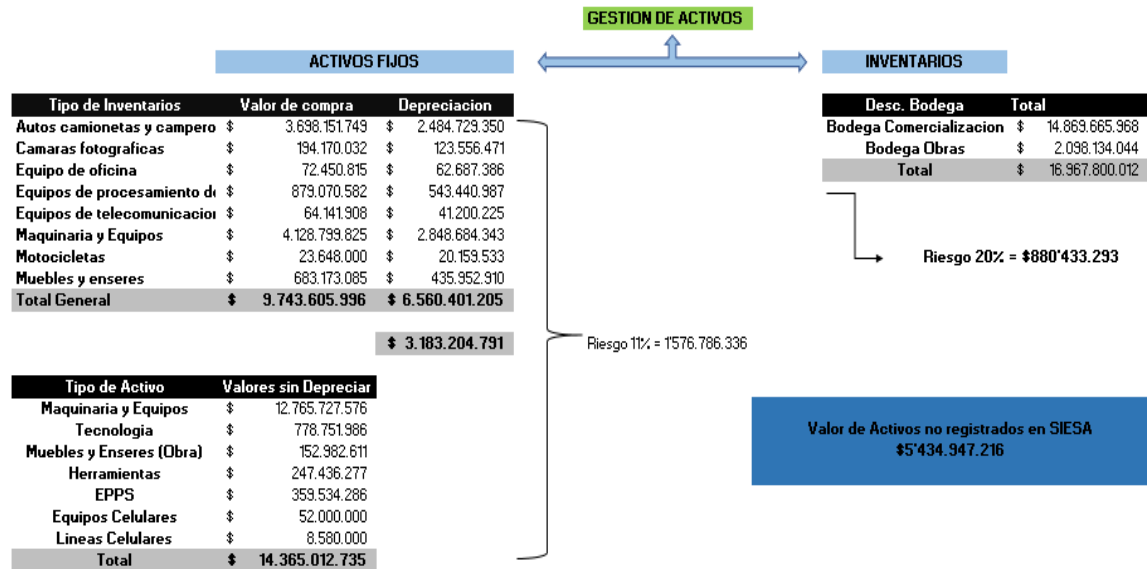 GESTION DE ACTIVOS
ACTIVOS FIJOS
INVENTARIOS
Tipo de Inventarios Valor de compra Depreciacion
Autos camionetas y campero $ 3.698.151.749 $ 2.484.729.350
Camaras fotograficas $ 194.170.032 $ 123.556.471
Equipo de oficina $ 72.450.815 $ 62.687.386
Equipos de procesamiento de $ 879.070.582 $ 543.440.987
Equipos de telecomunicacion $ 64.141.908 $ 41.200.225
Maquinaria y Equipos $ 4.128.799.825 $ 2.848.684.343
Motocicletas $ 23.648.000 $ 20.159.533
Muebles y enseres $ 683.173.085 $ 435.952.910
Total General $ 9.743.605.996 $ 6.560.401.205
$ 3.183.204.791
Desc. Bodega Total
Bodega Comercializacion $ 14.869.665.968
Bodega Obras $ 2.098.134.044
Total $ 16.967.800.012
Riesgo 20% = $880'433.293
Riesgo 11% = 1'576.786.336
Tipo de Activo Valores sin Depreciar
Maquinaria y Equipos $ 12.765.727.576
Tecnologia $ 778.751.986
Muebles y Enseres (Obra) $ 152.982.611
Herramientas $ 247.436.277
EPPS $ 359.534.286
Equipos Celulares $ 52.000.000
Lineas Celulares $ 8.580.000
Total $ 14.365.012.735
Valor de Activos no registrados en SIESA
$5'434.947.216